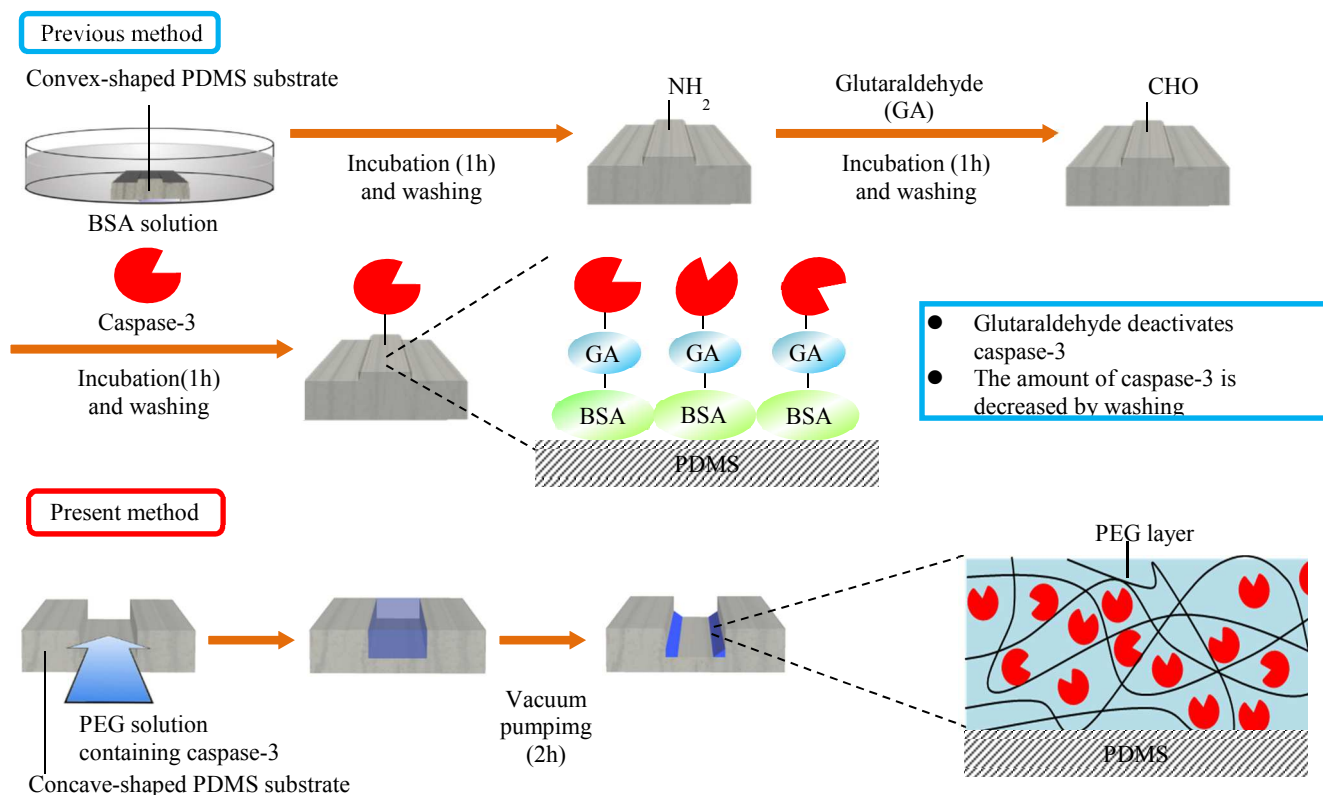 Previous method
Convex-shaped PDMS substrate
BSA solution
Incubation (1h)
and washing
NH
2
Glutaraldehyde
(GA)
Incubation (1h)
and washing
CHO
Caspase-3
Incubation(1h)
and washing
GA
GA
GA
BSA
BSA
BSA
PDMS
● Glutaraldehyde deactivates
caspase-3
● The amount of caspase-3 is
decreased by washing
Present method
PEG solution
containing caspase-3
Concave-shaped PDMS substrate
Vacuum
pumpimg
(2h)
PEG layer
PDMS